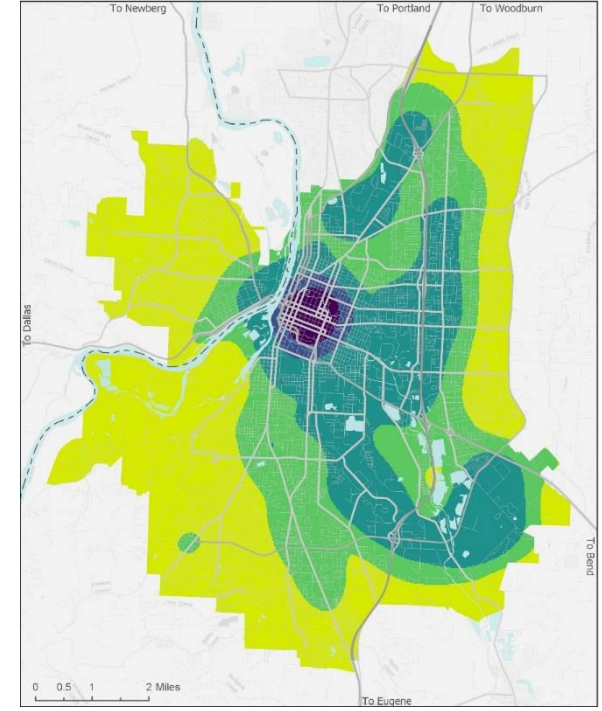 To Newberg
To Portland
To Woodburn
To Dallas
To Bend
0 0.5 1 2 Miles
To Eugene